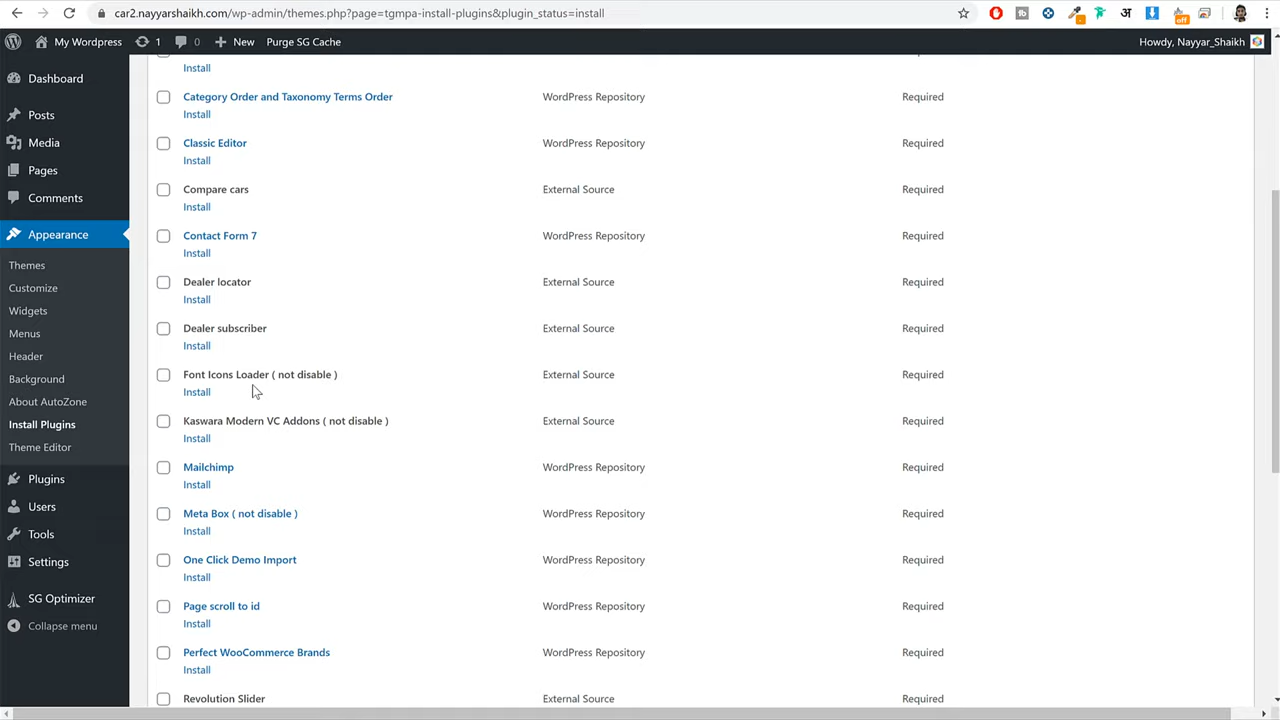 car2.nayyarshaikh.com/wp-admin/themes.php?page=tgmpa-install-plugins&plugin_status=install
अ
off
My Wordpress 1 0 New Purge SG Cache Howdy, Nayyar_Shaikh
Dashboard
Posts
Media
Pages
Comments
Appearance
Themes
Customize
Widgets
Menus
Header
Background
About AutoZone
Install Plugins
Theme Editor
Plugins
Users
Tools
Settings
SG Optimizer
Collapse menu
Install
Category Order and Taxonomy Terms Order WordPress Repository Required
Install
Classic Editor WordPress Repository Required
Install
Compare cars External Source Required
Install
Contact Form 7 WordPress Repository Required
Install
Dealer locator External Source Required
Install
Dealer subscriber External Source Required
Install
Font Icons Loader ( not disable ) External Source Required
Install
Kaswara Modern VC Addons ( not disable ) External Source Required
Install
Mailchimp WordPress Repository Required
Install
Meta Box ( not disable ) WordPress Repository Required
Install
One Click Demo Import WordPress Repository Required
Install
Page scroll to id WordPress Repository Required
Install
Perfect WooCommerce Brands WordPress Repository Required
Install
Revolution Slider External Source Required